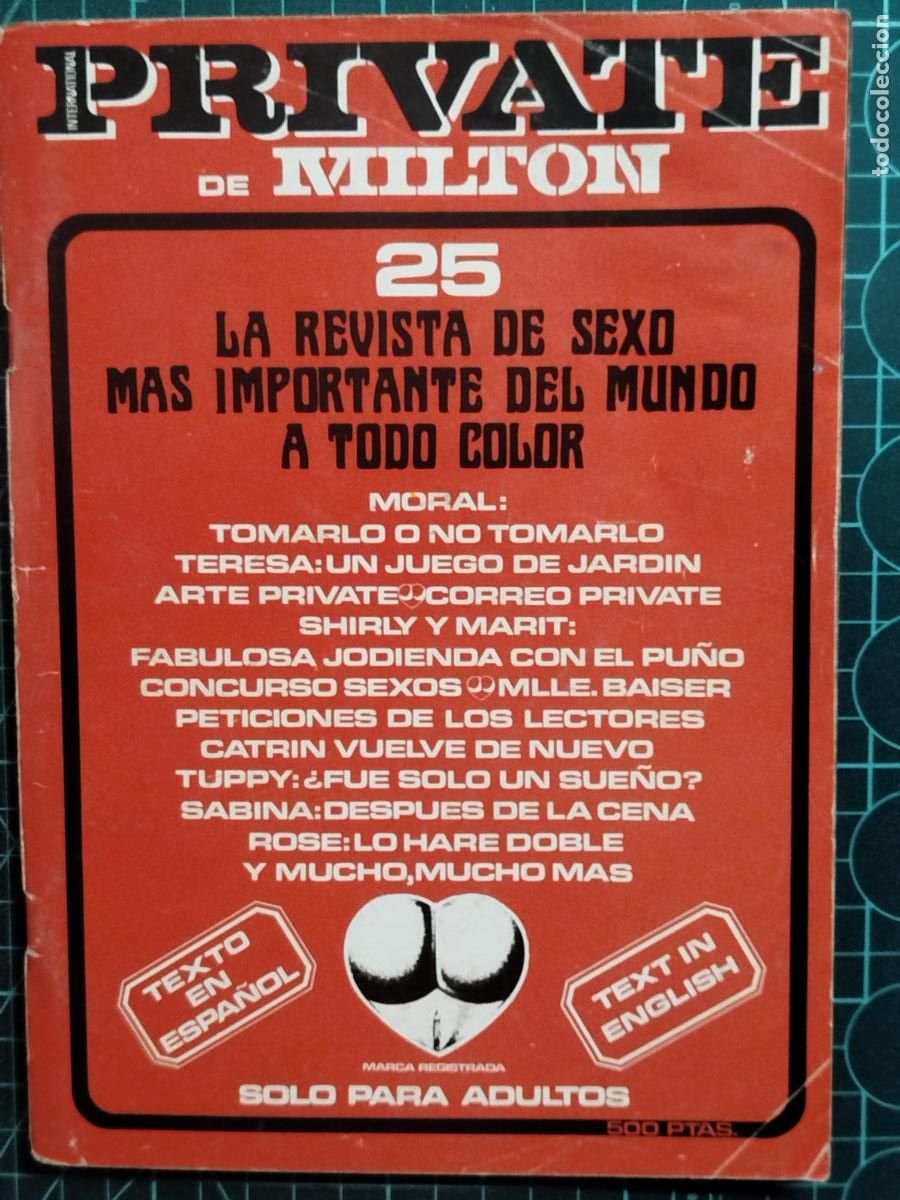 INTERNATIONAL
PRIVATE
DE MILTON
25
LA REVISTA DE SEXO
MAS IMPORTANTE DEL MUNDO
A TODO COLOR
MORAL:
TOMARLO O NO TOMARLO
TERESA:UN JUEGO DE JARDIN
ARTE PRIVATE CORREO PRIVATE
SHIRLY Y MARIT:
FABULOSA JODIENDA CON EL PUÑO
CONCURSO SEXOS MLLE. BAISER
PETICIONES DE LOS LECTORES
CATRIN VUELVE DE NUEVO
TUPPY:¿FUE SOLO UN SUEÑO?
SABINA:DESPUES DE LA CENA
ROSE:LO HARE DOBLE
Y MUCHO,MUCHO MAS
TEXTO
EN
ESPAÑOL
TEXT IN
ENGLISH
MARCA REGISTRADA
SOLO PARA ADULTOS
500 PTAS.
todocoleccion